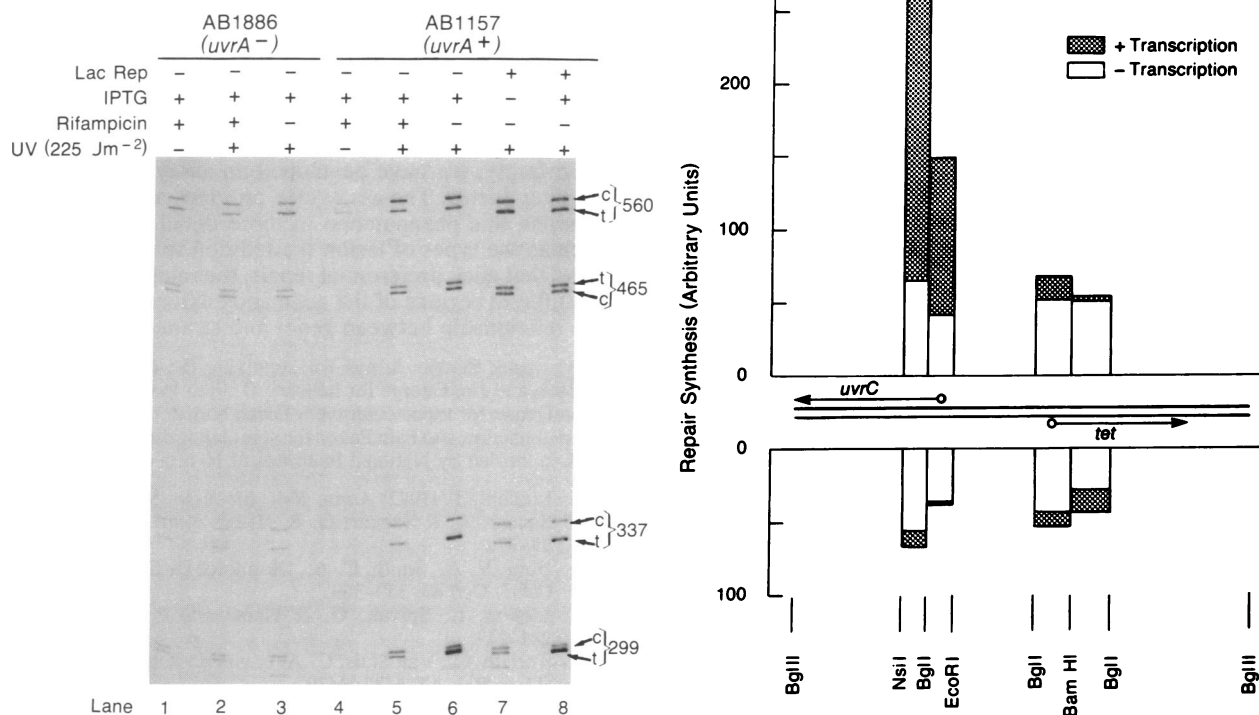 AB1886
(uvrA −)
AB1157
(uvrA +)
Lac Rep − − − − − − + +
IPTG + + + + + + − +
Rifampicin + + − + + − − −
UV (225 Jm−2) − + + − + + + +
c
t
560
t
c
465
c
t
337
c
t
299
Lane 1 2 3 4 5 6 7 8
+ Transcription
− Transcription
Repair Synthesis (Arbitrary Units)
200
100
0
uvrC
tet
0
100
BglII
NsiI
BglI
EcoRI
BglI
Bam HI
BglI
BglII